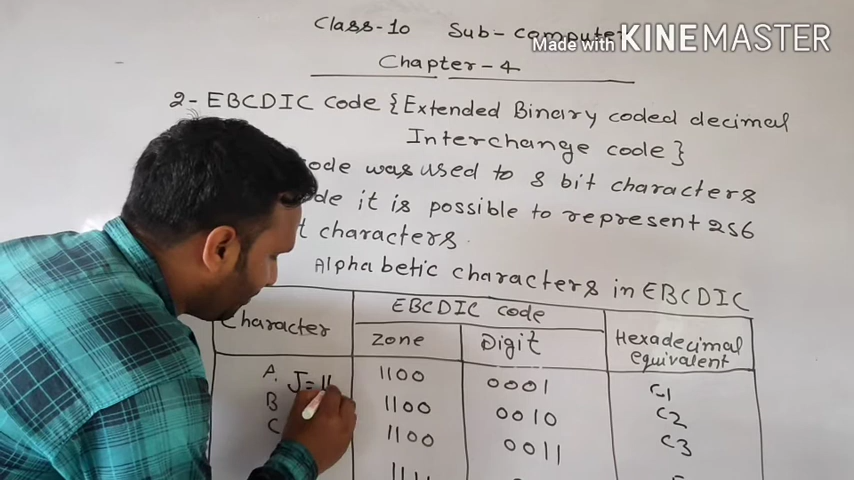 Class-10 Sub-compute
Made with KINEMASTER
Chapter-4
2- EBCDIC code {Extended Binary coded decimal
Interchange code}
code was used to 8 bit characters
it is possible to represent 256
characters.
Alphabetic characters in EBCDIC
Character EBCDIC code Hexadecimal equivalent
Zone Digit
A. J= 1100 0001 C1
B 1100 0010 C2
C 1100 0011 C3